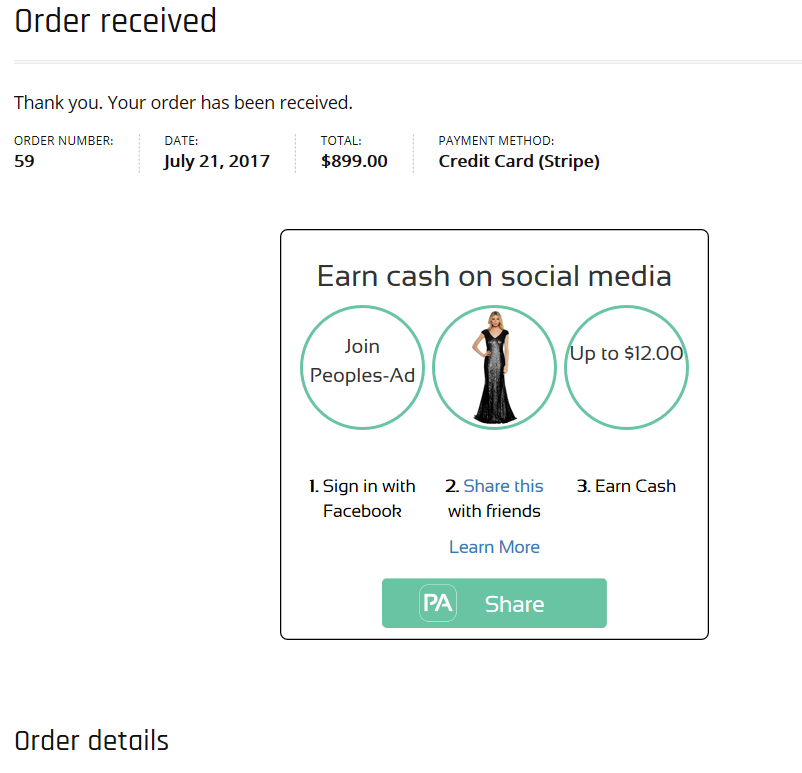 Order received
Thank you. Your order has been received.
ORDER NUMBER: DATE: TOTAL: PAYMENT METHOD:
59 July 21, 2017 $899.00 Credit Card (Stripe)
Earn cash on social media
Join
Peoples-Ad
Up to $12.00
1. Sign in with
Facebook
2. Share this
with friends
3. Earn Cash
Learn More
PA Share
Order details